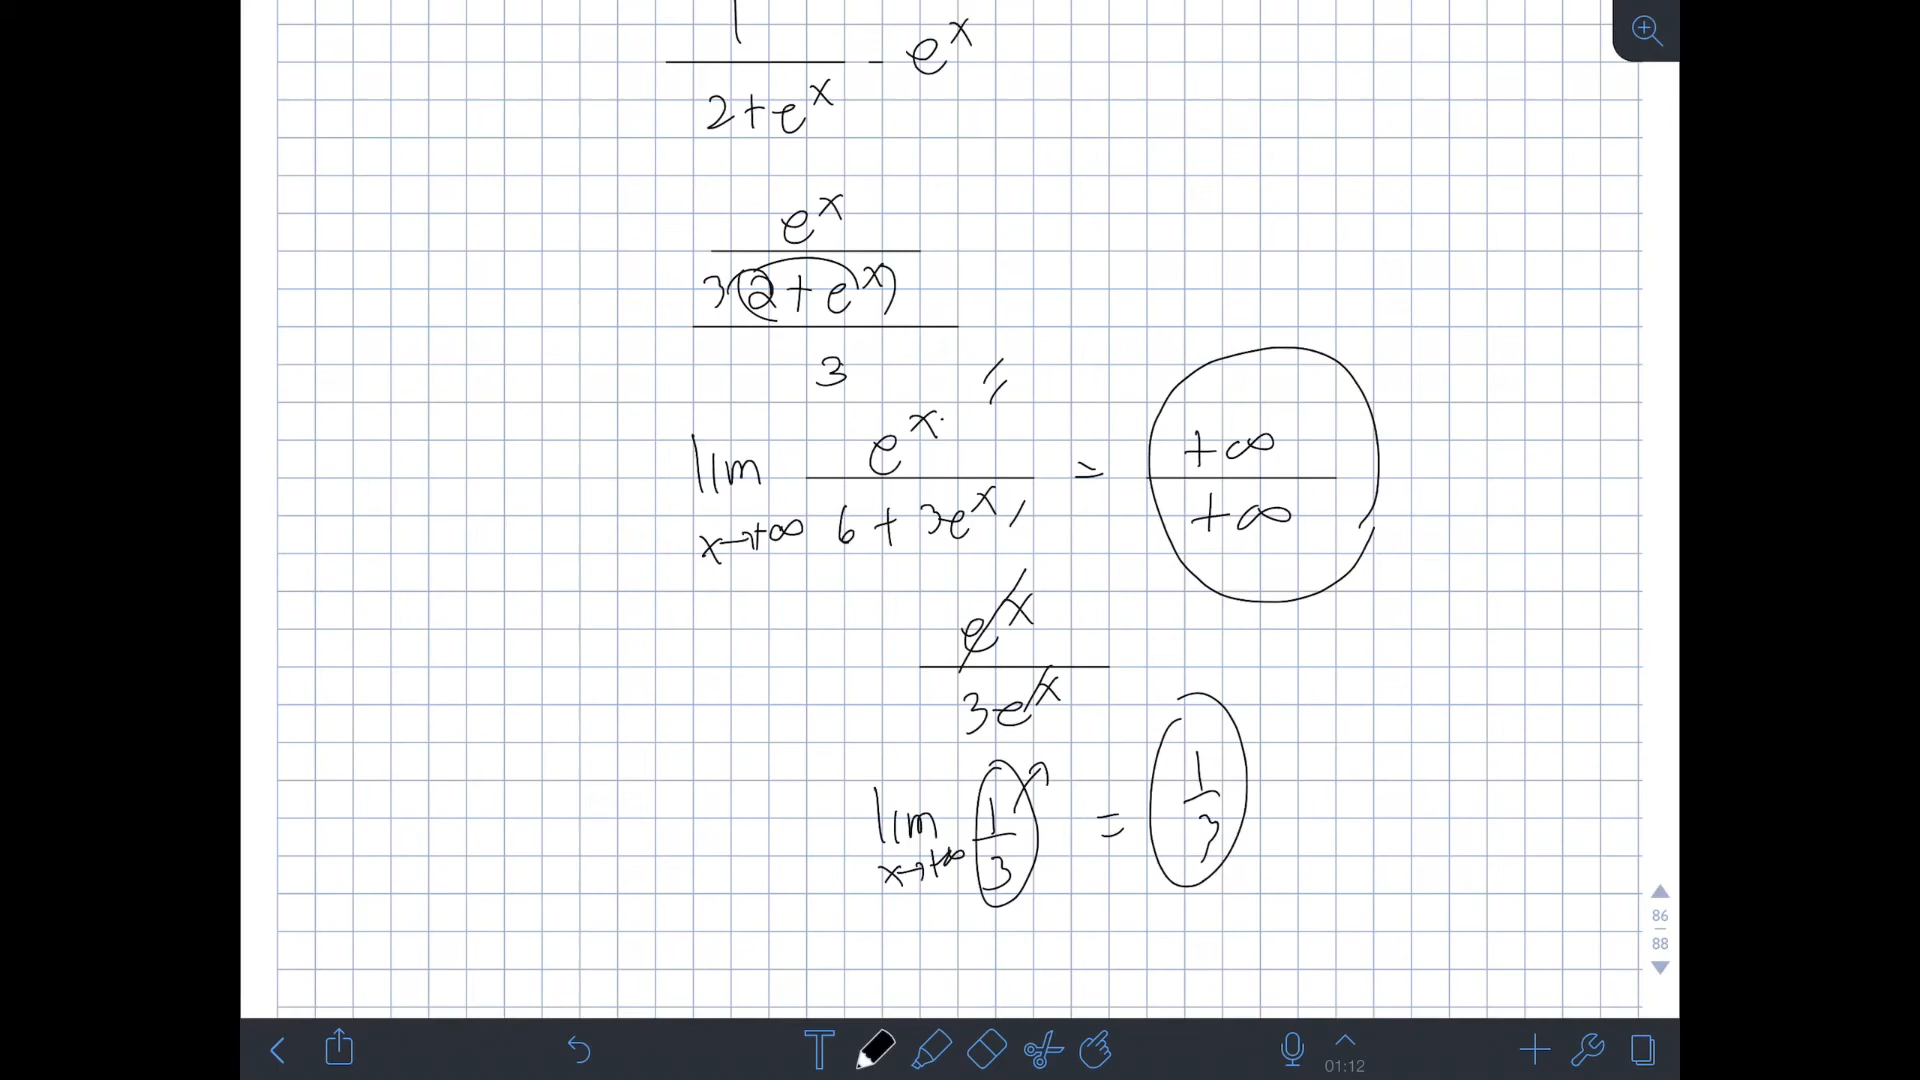 1
2+e^x · e^x
e^x
3(2+e^x)
3
lim x→+∞ e^x / 6+3e^x = +∞ / +∞
e^x
3e^x
lim x→+∞ 1/3 = 1/3
86
88
T
01:12